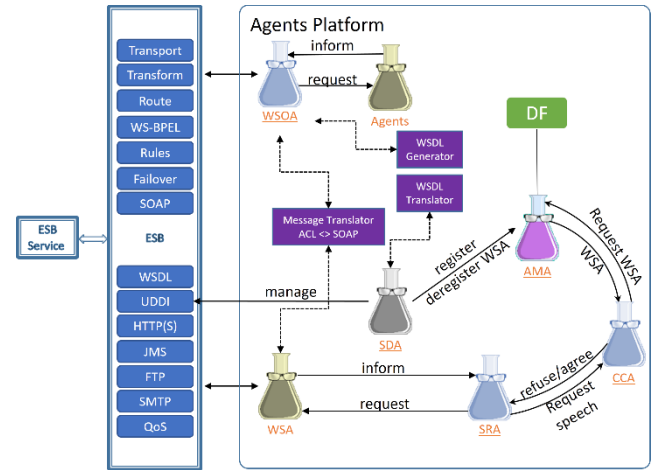 Agents Platform
Transport
Transform
Route
WS-BPEL
Rules
Failover
SOAP
ESB
WSDL
UDDI
HTTP(S)
JMS
FTP
SMTP
QoS
ESB
Service
inform
request
WSOA
Agents
WSDL
Generator
WSDL
Translator
Message Translator
ACL <> SOAP
DF
AMA
Request WSA
WSA
register
deregister WSA
manage
SDA
CCA
inform
request
WSA
SRA
refuse/agree
Request
speech